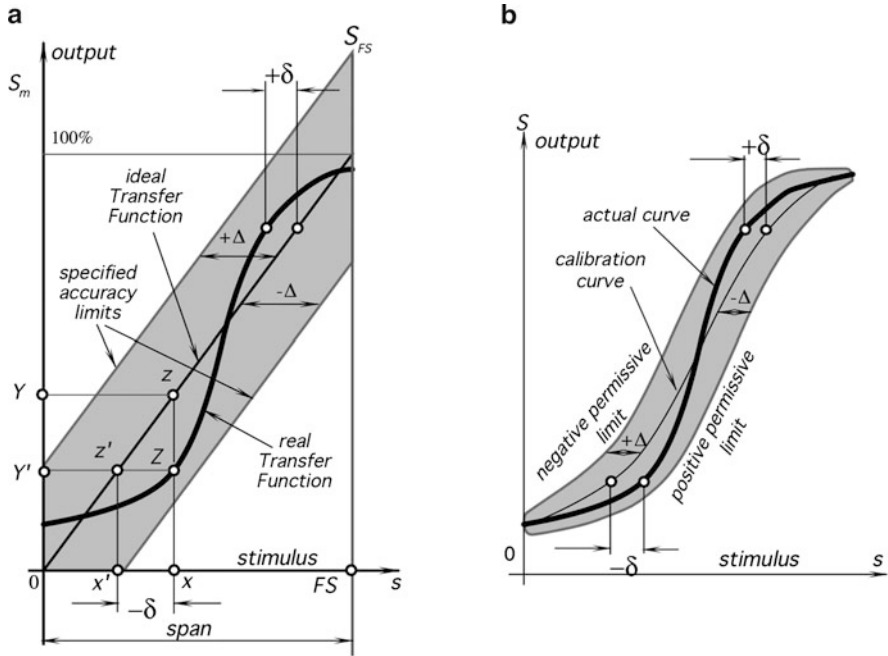 a
output
S_FS
S_m
+δ
100%
ideal
Transfer
Function
+Δ
specified
accuracy
limits
-Δ
Y
z
z'
Z
Y'
real
Transfer
Function
stimulus
0
x'
x
FS
s
-δ
span
b
S
output
+δ
actual curve
calibration
curve
-Δ
negative permissive
limit
+Δ
positive permissive
limit
0
stimulus
s
-δ